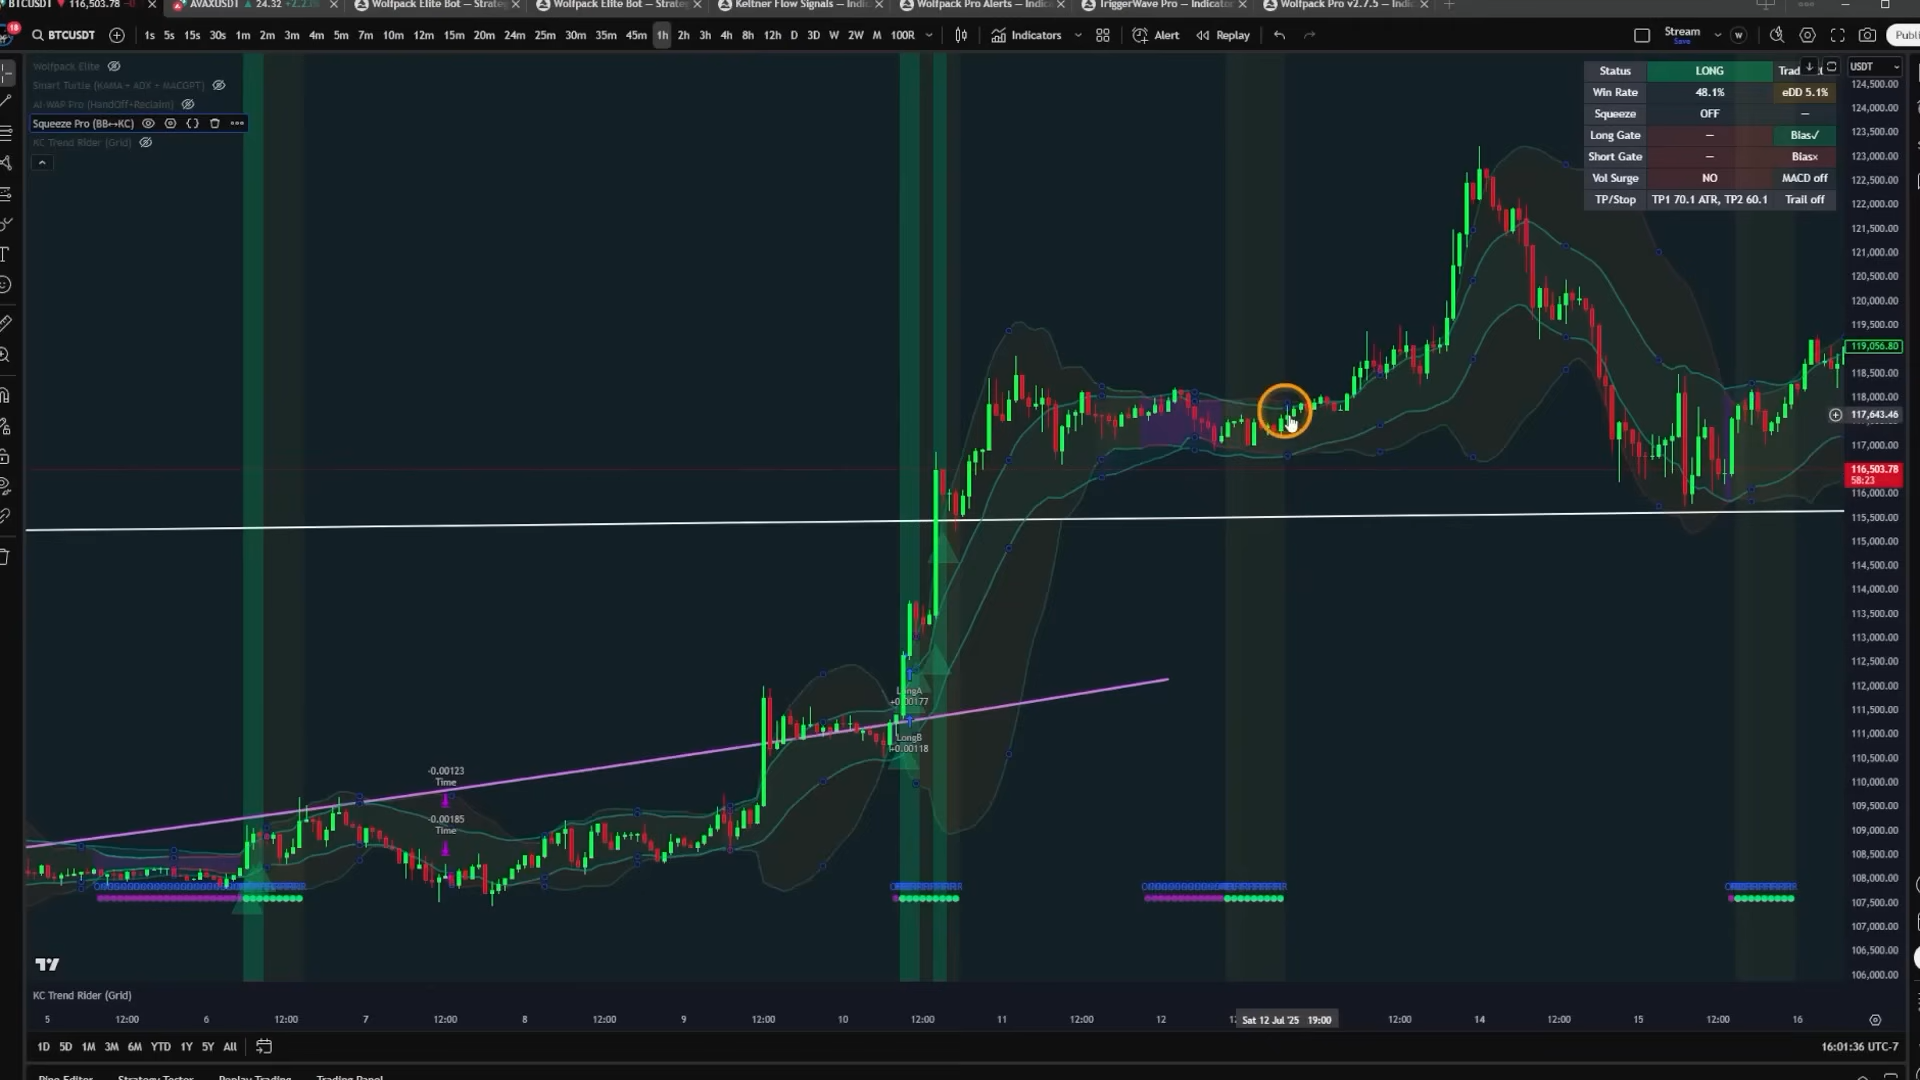 BTCUSDT 116,503.78
AVAXUSDT 24.32 +2.23%
Wolfpack Elite Bot — Strate
Wolfpack Elite Bot — Strate
Keltner Flow Signals — Indi
Wolfpack Pro Alerts — Indic
TriggerWave Pro — Indicator
Wolfpack Pro v2.7.5 — Indi
18
BTCUSDT
1s 5s 15s 30s 1m 2m 3m 4m 5m 7m 10m 12m 15m 20m 24m 25m 30m 35m 45m 1h 2h 3h 4h 8h 12h D 3D W 2W M 100R
Indicators
Alert
Replay
Stream
Save
W
Publi
Wolfpack Elite
Smart Turtle (KAMA + ADX + MACGPT)
AI-WAP Pro (HandOff+Reclaim)
Squeeze Pro (BB↔KC)
KC Trend Rider (Grid)
Status LONG Trad
Win Rate 48.1% eDD 5.1%
Squeeze OFF —
Long Gate — Bias✓
Short Gate — Bias×
Vol Surge NO MACD off
TP/Stop TP1 70.1 ATR, TP2 60.1 Trail off
USDT
124,500.00
124,000.00
123,500.00
123,000.00
122,500.00
122,000.00
121,500.00
121,000.00
120,500.00
120,000.00
119,500.00
119,056.80
118,500.00
118,000.00
117,643.46
117,000.00
116,503.78
58:23
116,000.00
115,500.00
115,000.00
114,500.00
114,000.00
113,500.00
113,000.00
112,500.00
112,000.00
111,500.00
111,000.00
110,500.00
110,000.00
109,500.00
109,000.00
108,500.00
108,000.00
107,500.00
107,000.00
106,500.00
106,000.00
LongA
+0.00177
LongB
+0.00118
-0.00123
Time
-0.00185
Time
KC Trend Rider (Grid)
5 12:00 6 12:00 7 12:00 8 12:00 9 12:00 10 12:00 11 12:00 12 Sat 12 Jul '25 19:00 12:00 14 12:00 15 12:00 16
1D 5D 1M 3M 6M YTD 1Y 5Y All
16:01:36 UTC-7
Pine Editor Strategy Tester Replay Trading Trading Panel